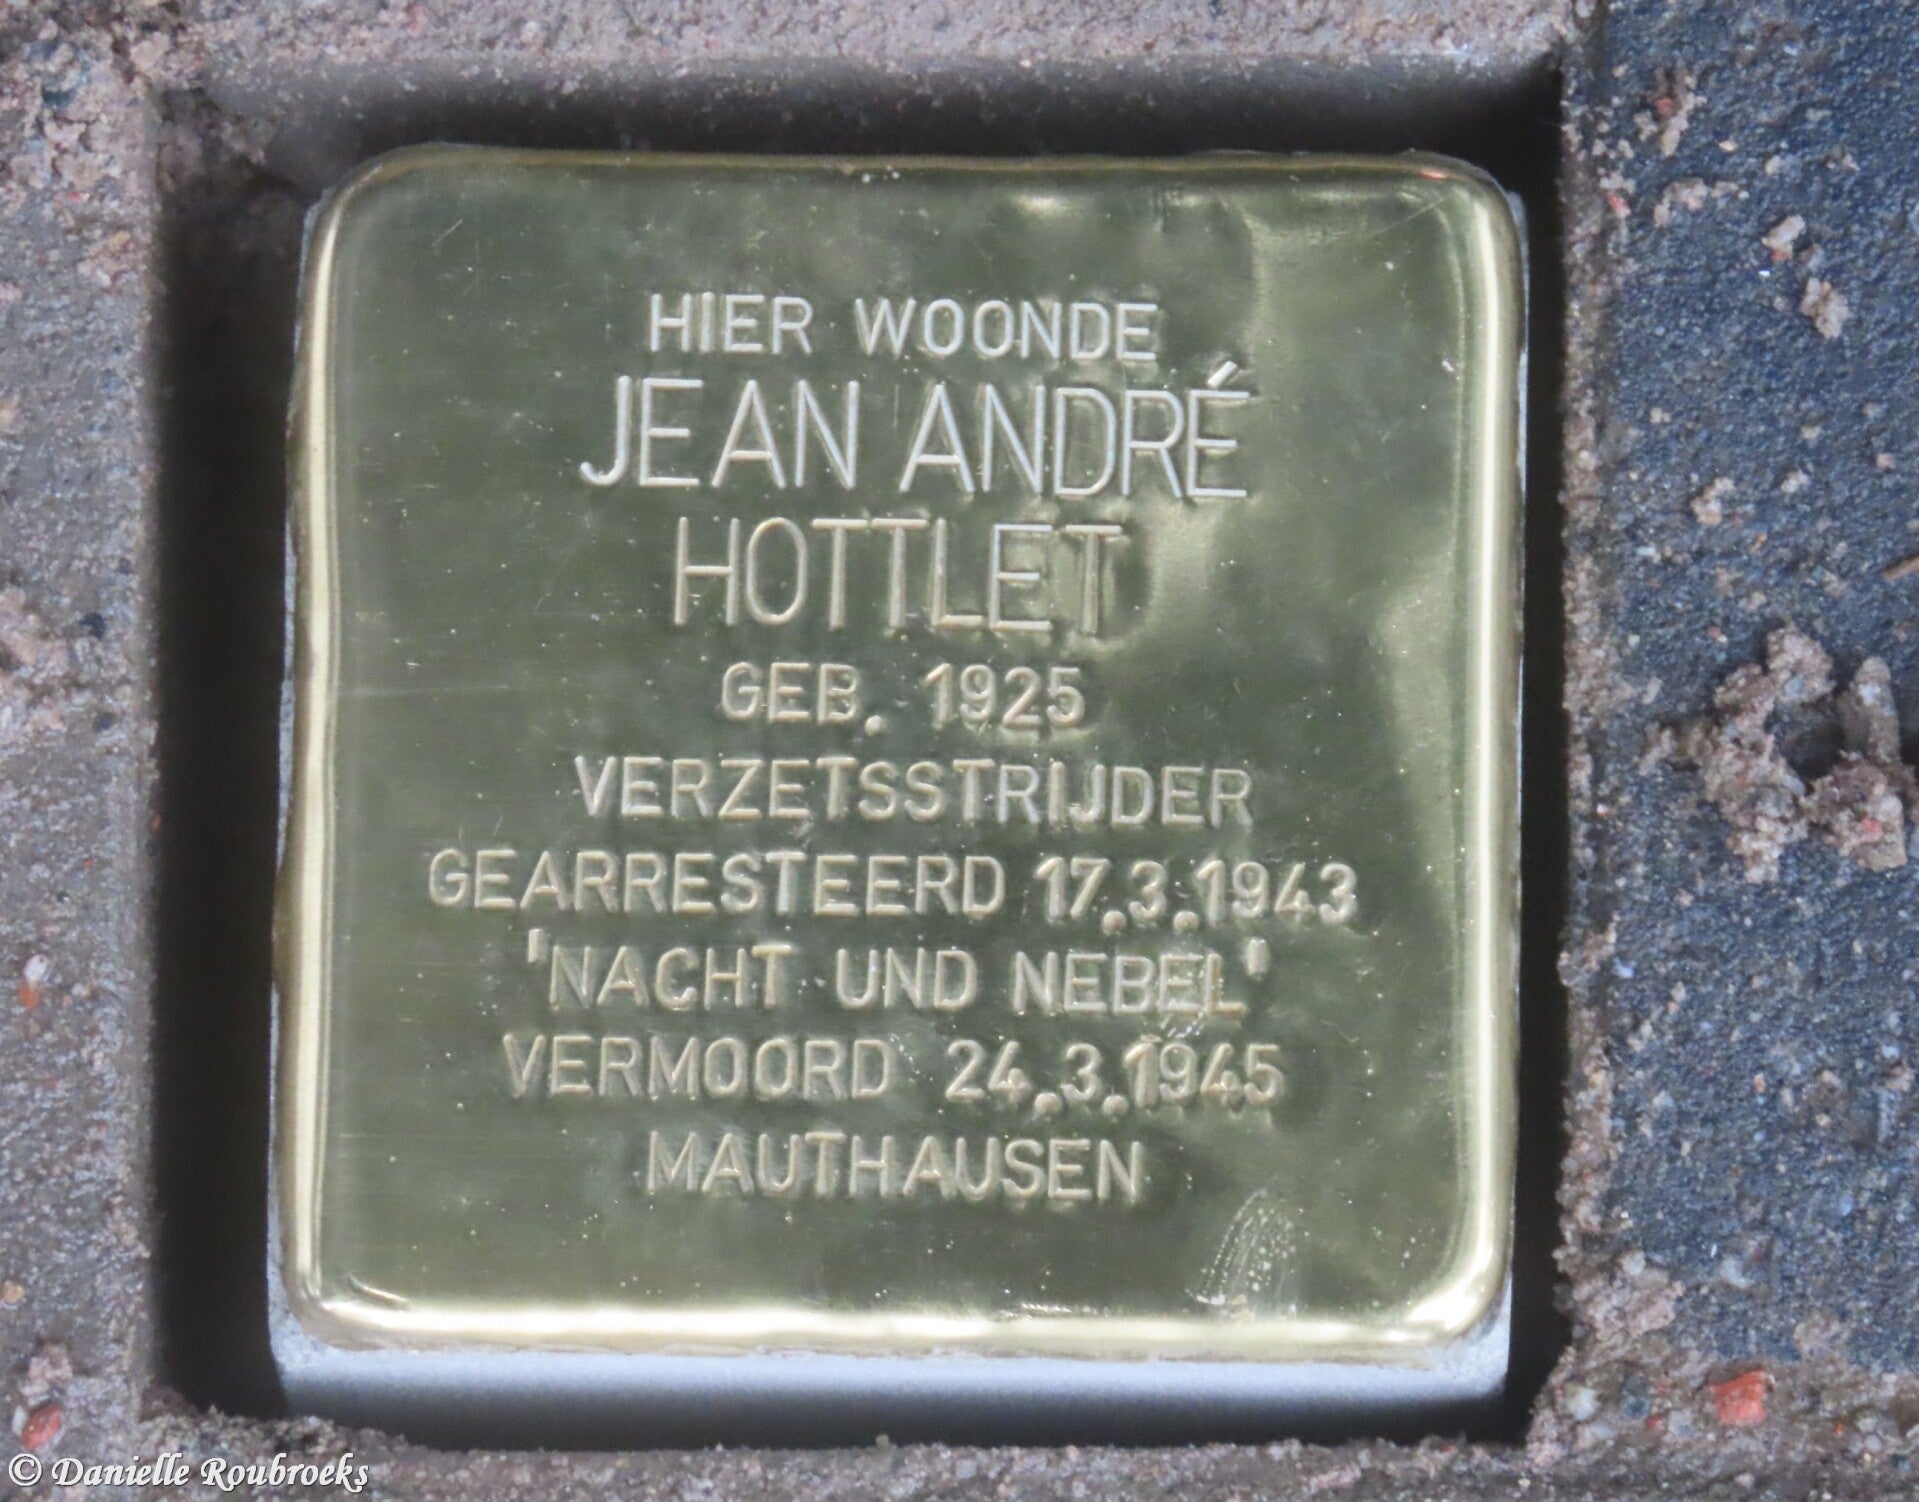 HIER WOONDE
JEAN ANDRÉ
HOTTLET
GEB. 1925
VERZETSSTRIJDER
GEARRESTEERD 17.3.1943
'NACHT UND NEBEL'
VERMOORD 24.3.1945
MAUTHAUSEN
© Danielle Roubroeks